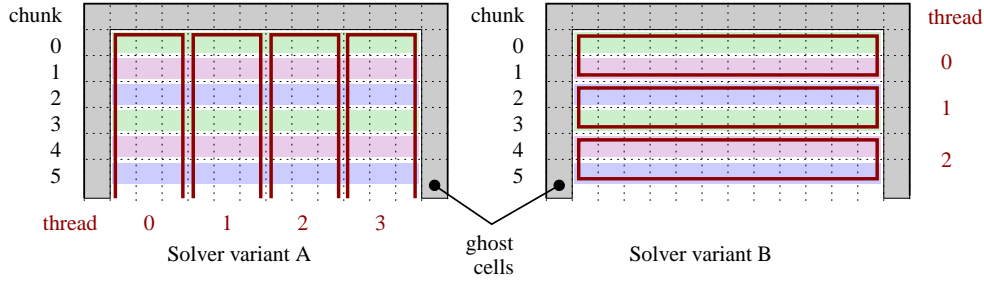 chunk
0
1
2
3
4
5
thread 0 1 2 3
Solver variant A
ghost
cells
chunk
0
1
2
3
4
5
thread
0
1
2
Solver variant B